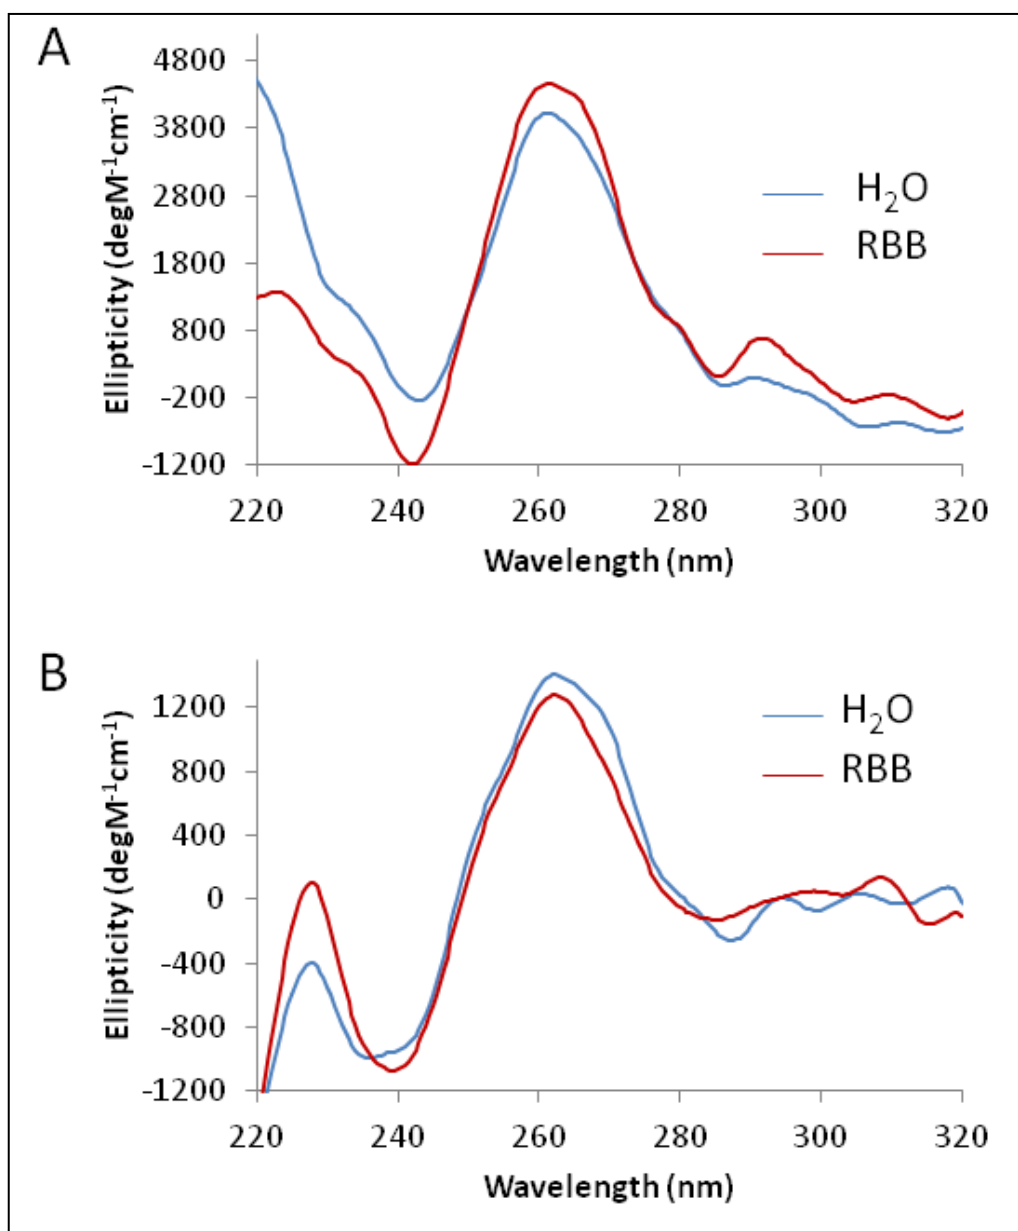 A
Ellipticity (degM⁻¹cm⁻¹)
4800
3800
2800
1800
800
-200
-1200
H₂O
RBB
220 240 260 280 300 320
Wavelength (nm)
B
Ellipticity (degM⁻¹cm⁻¹)
1200
800
400
0
-400
-800
-1200
H₂O
RBB
220 240 260 280 300 320
Wavelength (nm)